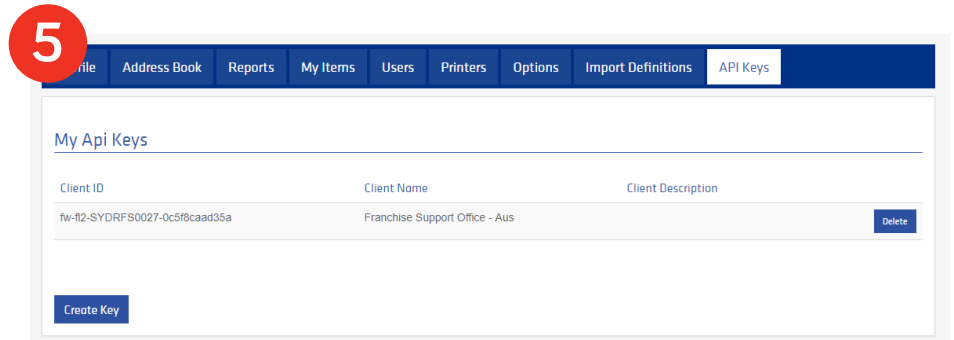 5
file Address Book Reports My Items Users Printers Options Import Definitions API Keys
My Api Keys
Client ID Client Name Client Description
fw-fl2-SYDRFS0027-0c5f8caad35a Franchise Support Office - Aus Delete
Create Key